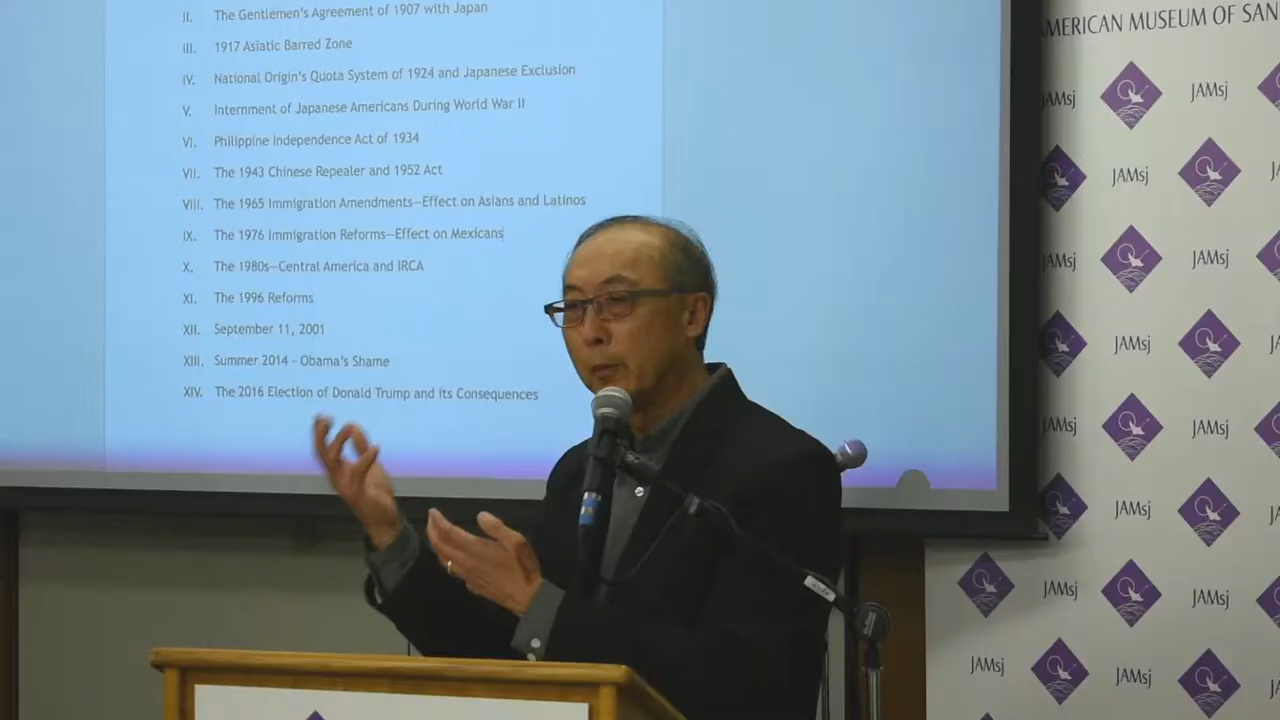 II. The Gentlemen's Agreement of 1907 with Japan
III. 1917 Asiatic Barred Zone
IV. National Origin's Quota System of 1924 and Japanese Exclusion
V. Internment of Japanese Americans During World War II
VI. Philippine Independence Act of 1934
VII. The 1943 Chinese Repealer and 1952 Act
VIII. The 1965 Immigration Amendments—Effect on Asians and Latinos
IX. The 1976 Immigration Reforms—Effect on Mexicans
X. The 1980s—Central America and IRCA
XI. The 1996 Reforms
XII. September 11, 2001
XIII. Summer 2014 – Obama's Shame
XIV. The 2016 Election of Donald Trump and its Consequences
AMERICAN MUSEUM OF SAN
JAMsj JAMsj
JAMsj
JAMsj JAMsj
JAMsj
JAMsj JAMsj
JAMsj
JAMsj JAMsj
JAMsj JAMsj